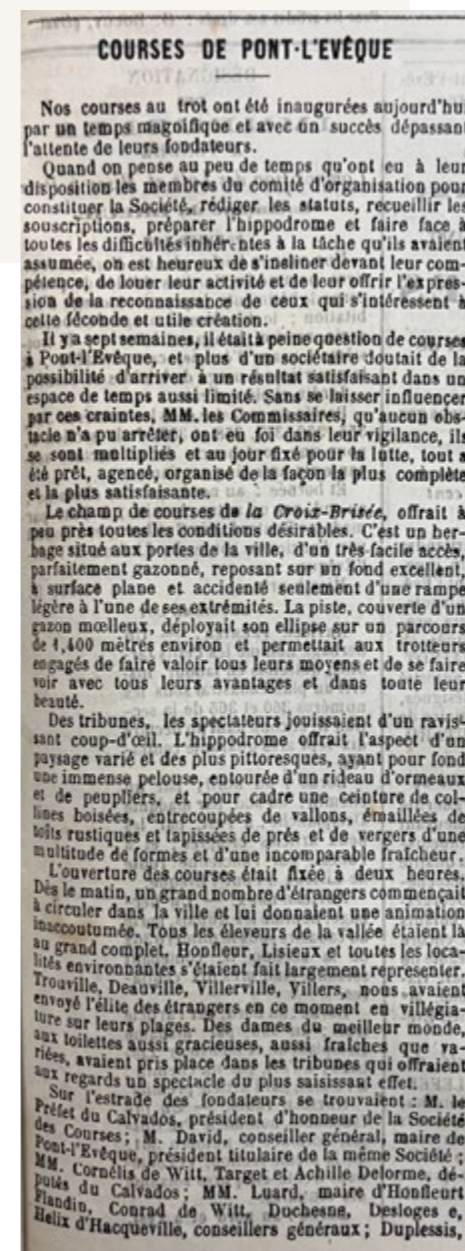 COURSES DE PONT-L'EVÊQUE
Nos courses au trot ont été inaugurées aujourd'hui
par un temps magnifique et avec un succès dépassant
l'attente de leurs fondateurs.
Quand on pense au peu de temps qu'ont eu à leur
disposition les membres du comité d'organisation pour
constituer la Société, rédiger les statuts, recueillir les
souscriptions, préparer l'hippodrome et faire face à
toutes les difficultés inhérentes à la tâche qu'ils avaient
assumée, on est heureux de s'insliner devant leur com-
pétence, de louer leur activité et de leur offrir l'expres-
sion de la reconnaissance de ceux qui s'intéressent à
cette féconde et utile création.
Il y a sept semaines, il était à peine question de courses
à Pont-l'Evêque, et plus d'un sociétaire doutait de la
possibilité d'arriver à un résultat satisfaisant dans un
espace de temps aussi limité. Sans se laisser influencer
par ces craintes, MM. les Commissaires, qu'aucun obs-
tacle n'a pu arrêter, ont eu foi dans leur vigilance, ils
se sont multipliés et au jour fixé pour la lutte, tout a
été prêt, agencé, organisé de la façon la plus complète
et la plus satisfaisante.
Le champ de courses de la Croix-Brisée, offrait à
peu près toutes les conditions désirables. C'est un her-
bage situé aux portes de la ville, d'un très facile accès,
parfaitement gazonné, reposant sur un fond excellent,
à surface plane et accidenté seulement d'une rampe
légère à l'une de ses extrémités. La piste, couverte d'un
gazon mœlleux, déployait son ellipse sur un parcours
de 1,400 mètres environ et permettait aux trotteurs
engagés de faire valoir tous leurs moyens et de se faire
voir avec tous leurs avantages et dans toute leur
beauté.
Des tribunes, les spectateurs jouissaient d'un ravis-
sant coup-d'œil. L'hippodrome offrait l'aspect d'un
paysage varié et des plus pittoresques, ayant pour fond
une immense pelouse, entourée d'un rideau d'ormeaux
et de peupliers, et pour cadre une ceinture de col-
lines boisées, entrecoupées de vallons, émaillées de
toits rustiques et tapissées de prés et de vergers d'une
multitude de formes et d'une incomparable fraîcheur.
L'ouverture des courses était fixée à deux heures.
Dès le matin, un grand nombre d'étrangers commençait
à circuler dans la ville et lui donnaient une animation
inaccoutumée. Tous les éleveurs de la vallée étaient là
au grand complet. Honfleur, Lisieux et toutes les loca-
lités environnantes s'étaient fait largement représenter.
Trouville, Deauville, Villerville, Villers, nous avaient
envoyé l'élite des étrangers en ce moment en villégia-
ture sur leurs plages. Des dames du meilleur monde,
aux toilettes aussi gracieuses, aussi fraîches que va-
riées, avaient pris place dans les tribunes qui offraient
aux regards un spectacle du plus saisissant effet.
Sur l'estrade des fondateurs se trouvaient : M. le
Préfet du Calvados, président d'honneur de la Société
des Courses; M. David, conseiller général, maire de
Pont-l'Evêque, président titulaire de la même Société ;
MM. Cornélis de Witt, Target et Achille Delorme, dé-
putés du Calvados; MM. Luard, maire d'Honfleurt
Flandin, Conrad de Witt, Duchesne, Desloges e,
Helix d'Hacqueville, conseillers généraux; Duplessis,